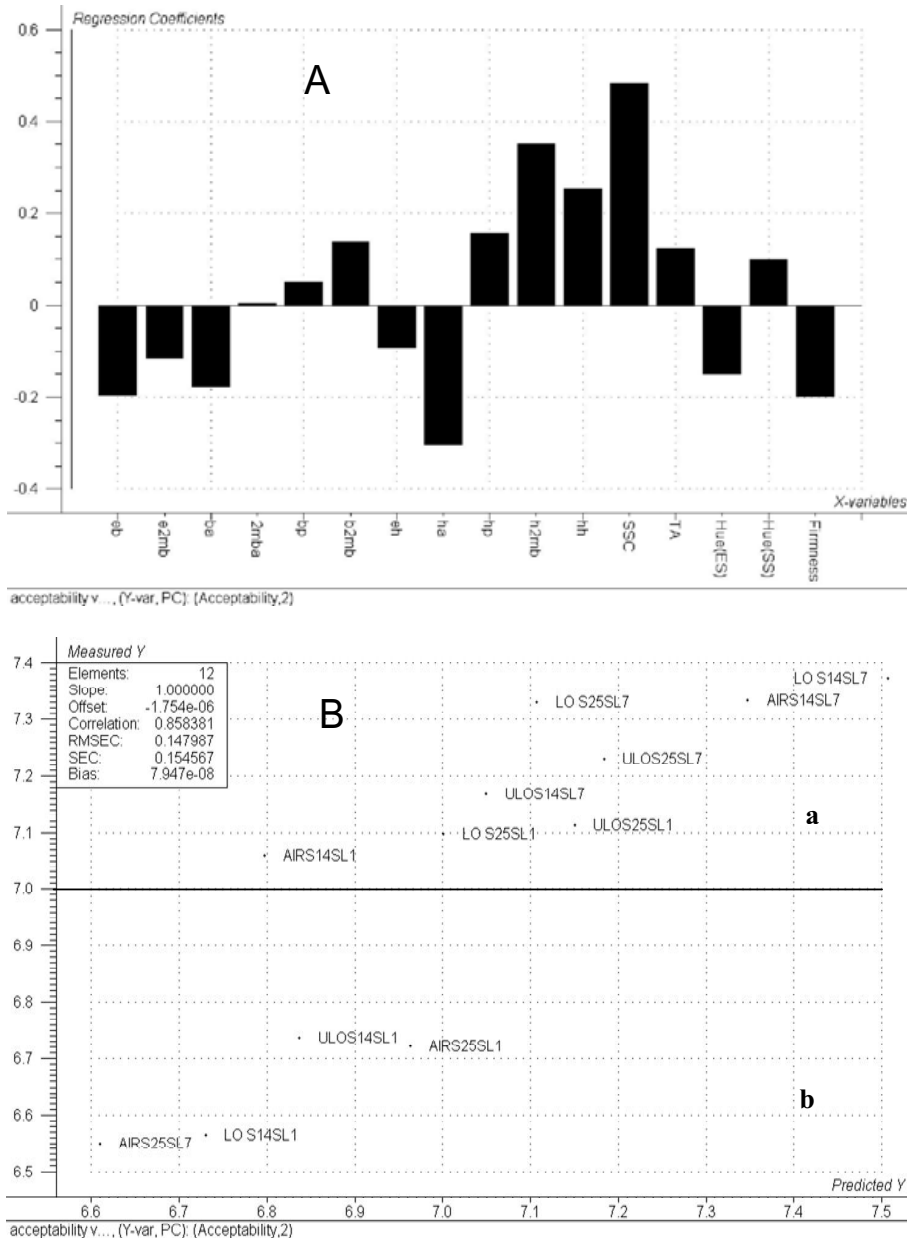 Regression Coefficients
A
0.6
0.4
0.2
0
-0.2
-0.4
X-variables
eb
e2mb
ba
2mba
bp
b2mb
eh
ha
hp
h2mb
hh
SSC
TA
Hue(ES)
Hue(SS)
Firmness
acceptability v..., (Y-var, PC): (Acceptability,2)
Measured Y
7.4
7.3
7.2
7.1
7.0
6.9
6.8
6.7
6.6
6.5
Elements: 12
Slope: 1.000000
Offset: -1.754e-06
Correlation: 0.858381
RMSEC: 0.147987
SEC: 0.154567
Bias: 7.947e-08
B
LO S14SL7
AIRS14SL7
LO S25SL7
ULOS25SL7
ULOS14SL7
ULOS25SL1
LO S25SL1
a
AIRS14SL1
ULOS14SL1
AIRS25SL1
b
LO S14SL1
AIRS25SL7
Predicted Y
6.6 6.7 6.8 6.9 7.0 7.1 7.2 7.3 7.4 7.5
acceptability v..., (Y-var, PC): (Acceptability,2)